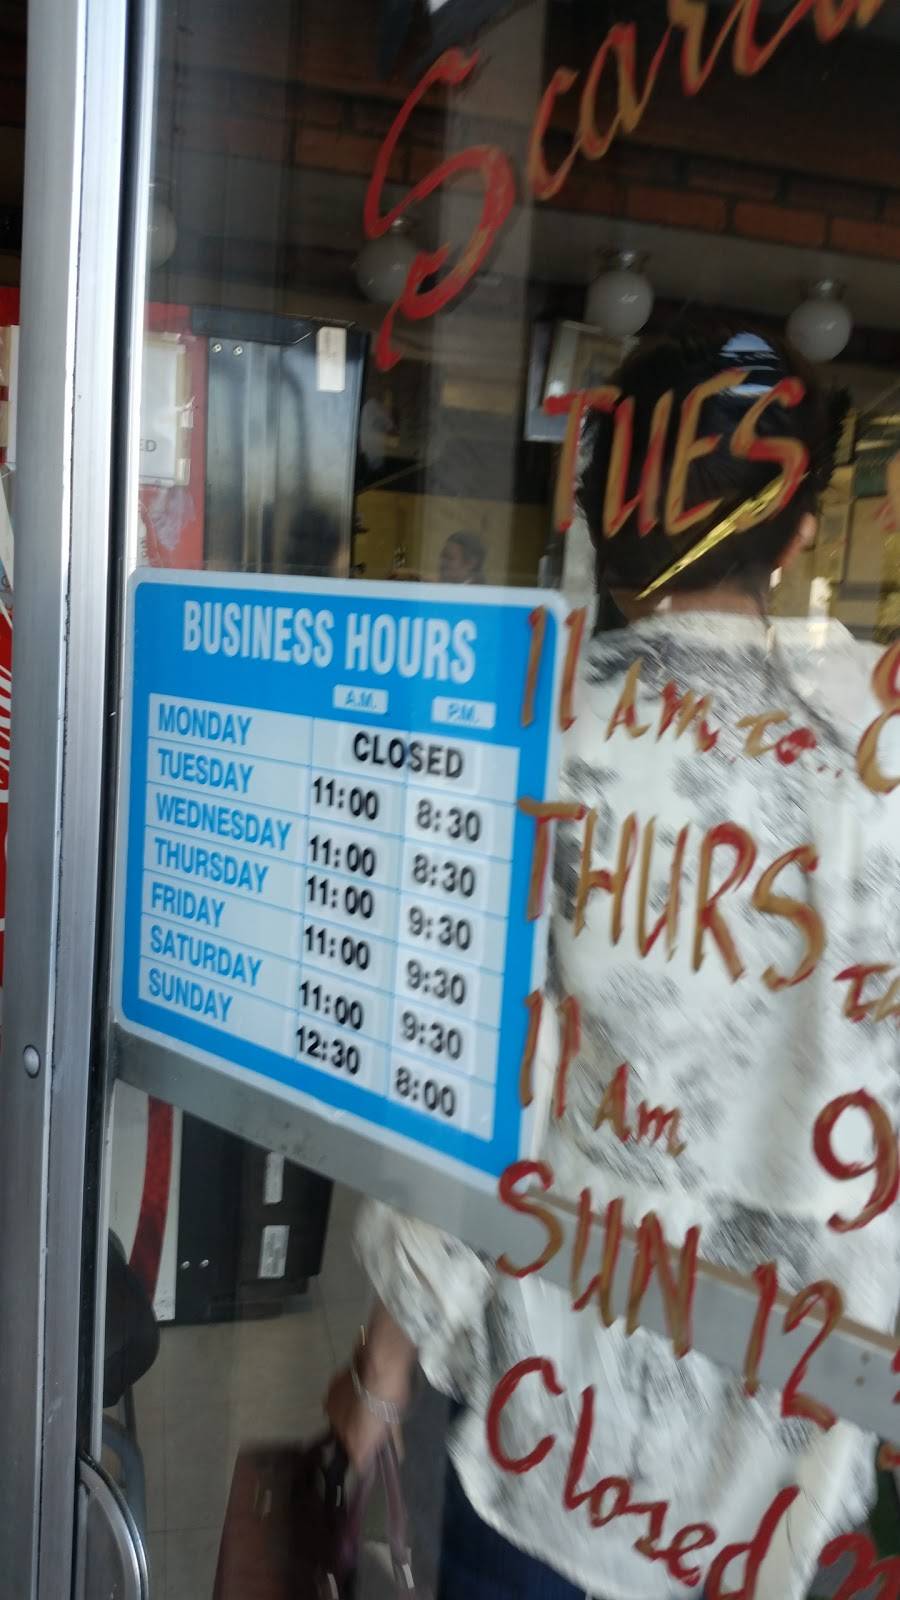 TUES
11 Am To... 8
THURS
11 Am 9
SUN 12
Closed
BUSINESS HOURS
A.M. P.M.
MONDAY CLOSED
TUESDAY 11:00 8:30
WEDNESDAY 11:00 8:30
THURSDAY 11:00 9:30
FRIDAY 11:00 9:30
SATURDAY 11:00 9:30
SUNDAY 12:30 8:00